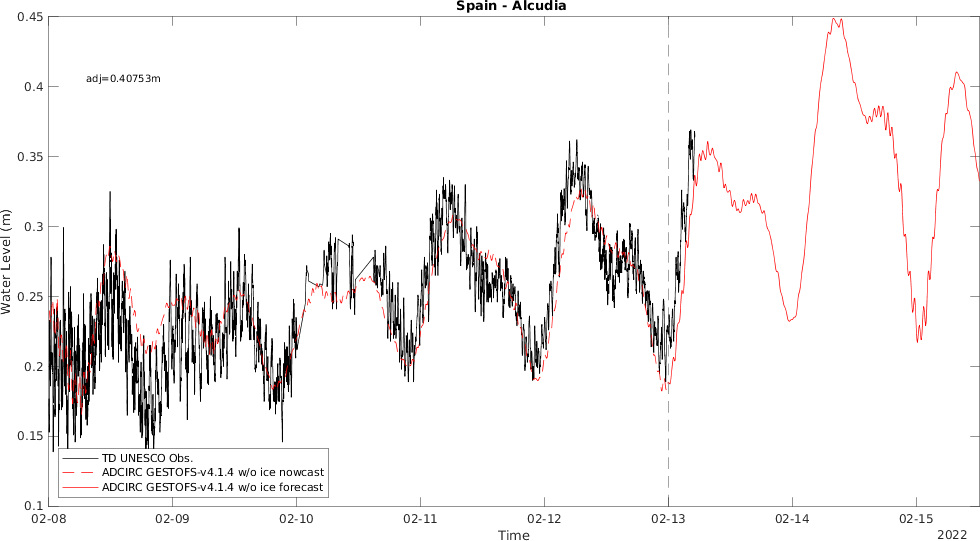 Spain - Alcudia
0.45
adj=0.40753m
0.4
0.35
0.3
Water Level (m)
0.25
0.2
0.15
TD UNESCO Obs.
ADCIRC GESTOFS-v4.1.4 w/o ice nowcast
ADCIRC GESTOFS-v4.1.4 w/o ice forecast
0.1
02-08 02-09 02-10 02-11 02-12 02-13 02-14 02-15
Time
2022